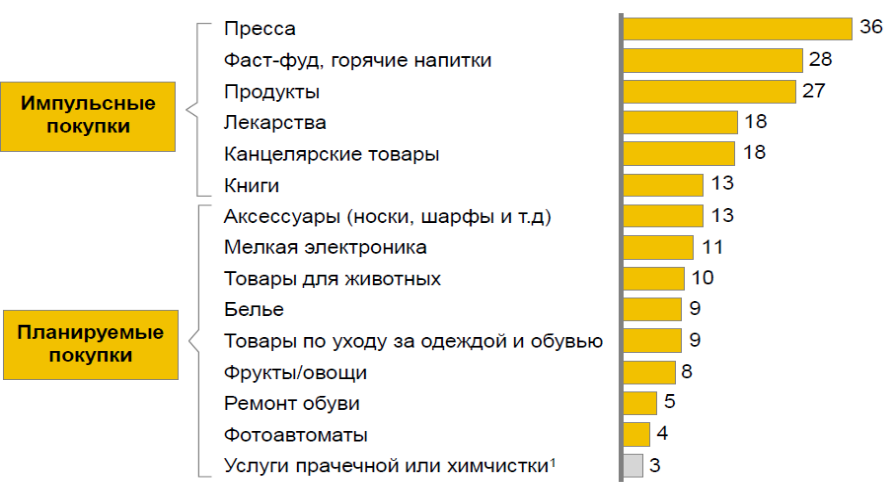 Импульсные
покупки
Пресса 36
Фаст-фуд, горячие напитки 28
Продукты 27
Лекарства 18
Канцелярские товары 18
Книги 13
Планируемые
покупки
Аксессуары (носки, шарфы и т.д) 13
Мелкая электроника 11
Товары для животных 10
Белье 9
Товары по уходу за одеждой и обувью 9
Фрукты/овощи 8
Ремонт обуви 5
Фотоавтоматы 4
Услуги прачечной или химчистки¹ 3